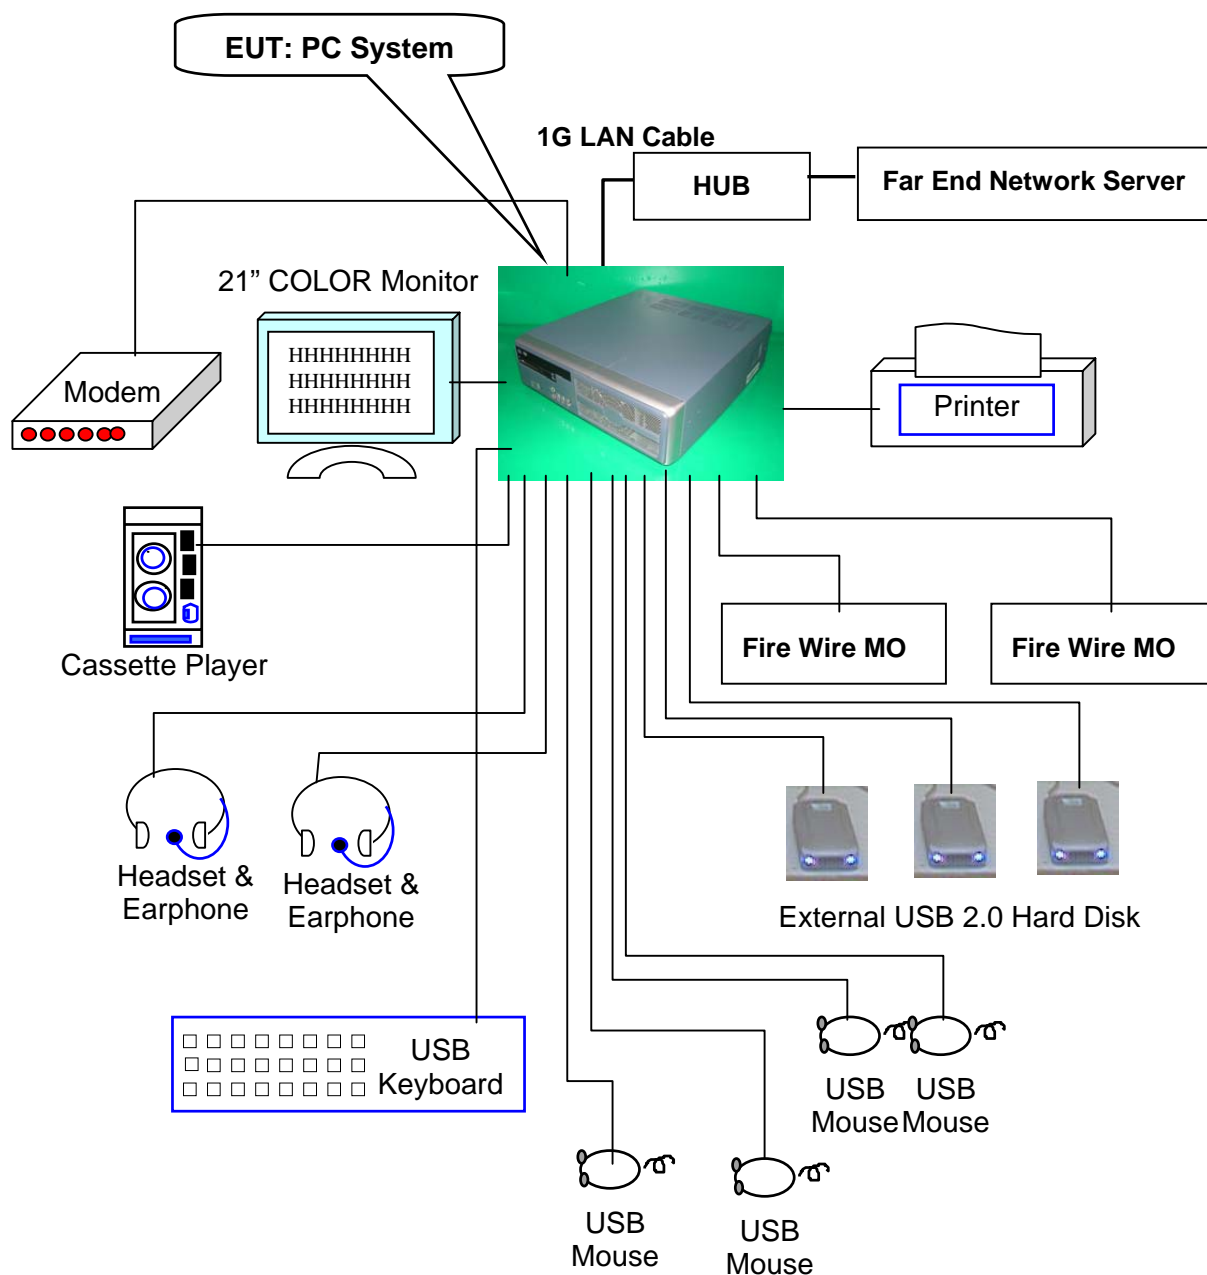 EUT: PC System
1G LAN Cable
HUB
Far End Network Server
21” COLOR Monitor
HHHHHHHH
HHHHHHHH
HHHHHHHH
Modem
Printer
Cassette Player
Fire Wire MO
Fire Wire MO
Headset &
Earphone
Headset &
Earphone
External USB 2.0 Hard Disk
USB
Keyboard
USB
Mouse
USB
Mouse
USB
Mouse
USB
Mouse